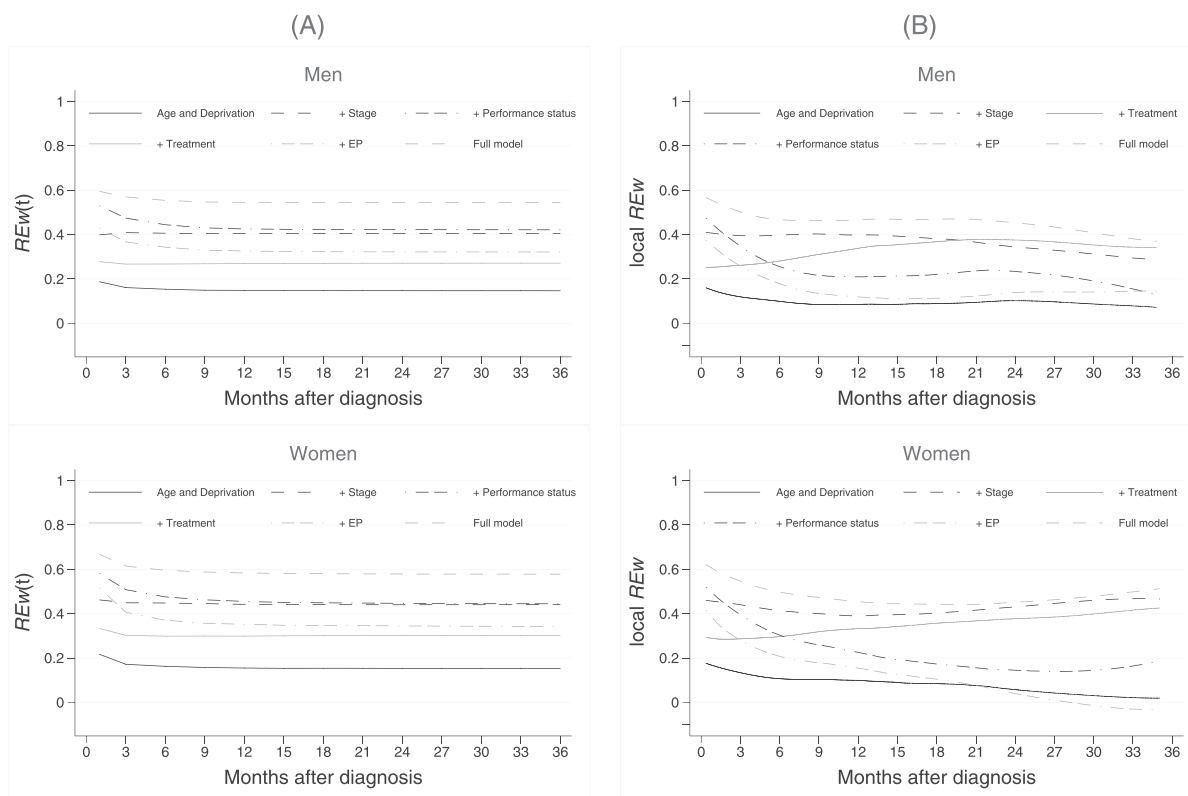 (A)
Men
1
0.8
0.6
0.4
0.2
0
REw(t)
Age and Deprivation + Stage + Performance status
+ Treatment + EP Full model
0 3 6 9 12 15 18 21 24 27 30 33 36
Months after diagnosis
Women
1
0.8
0.6
0.4
0.2
0
REw(t)
Age and Deprivation + Stage + Performance status
+ Treatment + EP Full model
0 3 6 9 12 15 18 21 24 27 30 33 36
Months after diagnosis
(B)
Men
1
0.8
0.6
0.4
0.2
0
local REw
Age and Deprivation + Stage + Treatment
+ Performance status + EP Full model
0 3 6 9 12 15 18 21 24 27 30 33 36
Months after diagnosis
Women
1
0.8
0.6
0.4
0.2
0
local REw
Age and Deprivation + Stage + Treatment
+ Performance status + EP Full model
0 3 6 9 12 15 18 21 24 27 30 33 36
Months after diagnosis